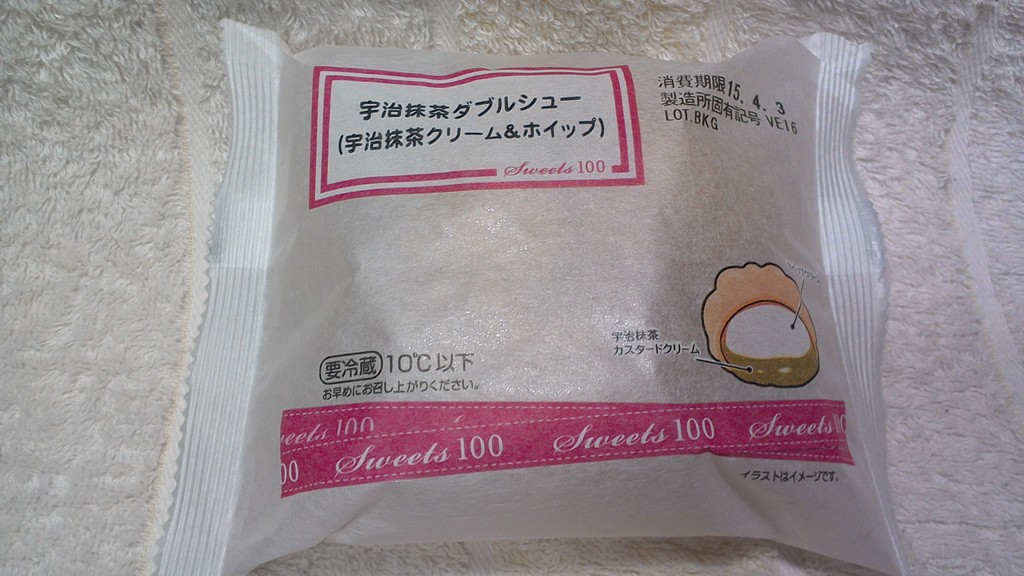 宇治抹茶ダブルシュー
(宇治抹茶クリーム&ホイップ)
Sweets 100
消費期限15.4.3
製造所固有記号 VE16
LOT.BKG
宇治抹茶
カスタードクリーム
要冷蔵 10℃以下
お早めにお召し上がりください。
Sweets 100
Sweets 100 Sweets 100 Sweets
イラストはイメージです。